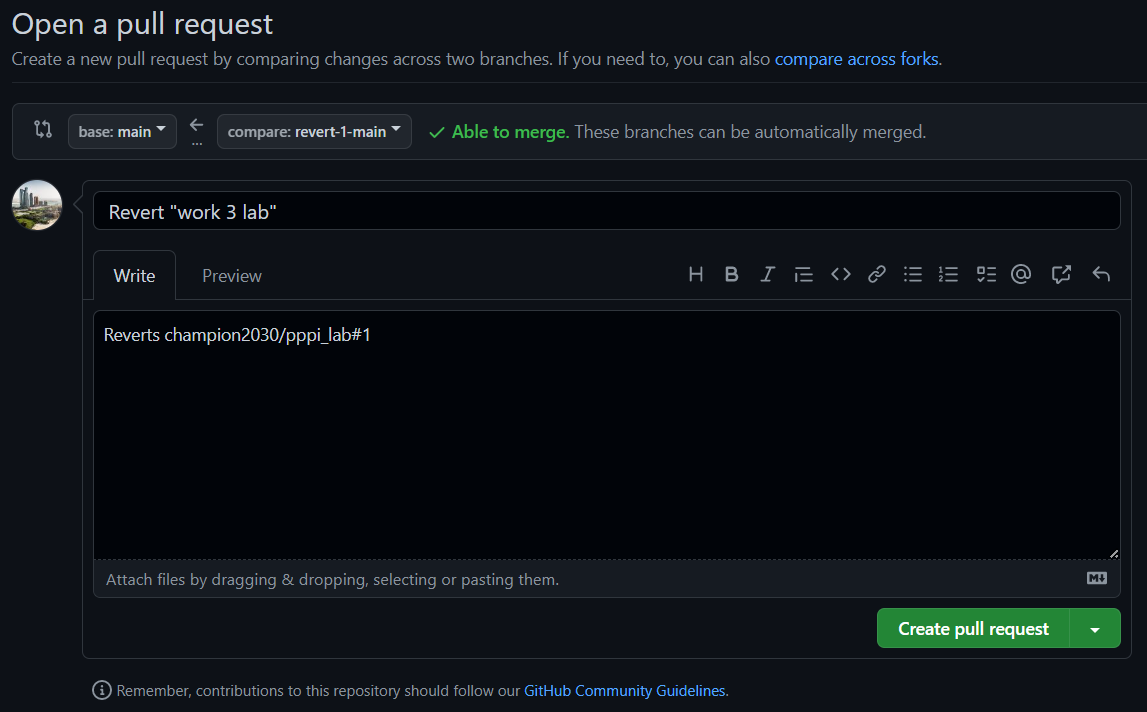 Open a pull request
Create a new pull request by comparing changes across two branches. If you need to, you can also compare across forks.
base: main ← compare: revert-1-main ✓ Able to merge. These branches can be automatically merged.
...
Revert "work 3 lab"
Write Preview H B I <> @
Reverts champion2030/pppi_lab#1
Attach files by dragging & dropping, selecting or pasting them.
Create pull request
Remember, contributions to this repository should follow our GitHub Community Guidelines.